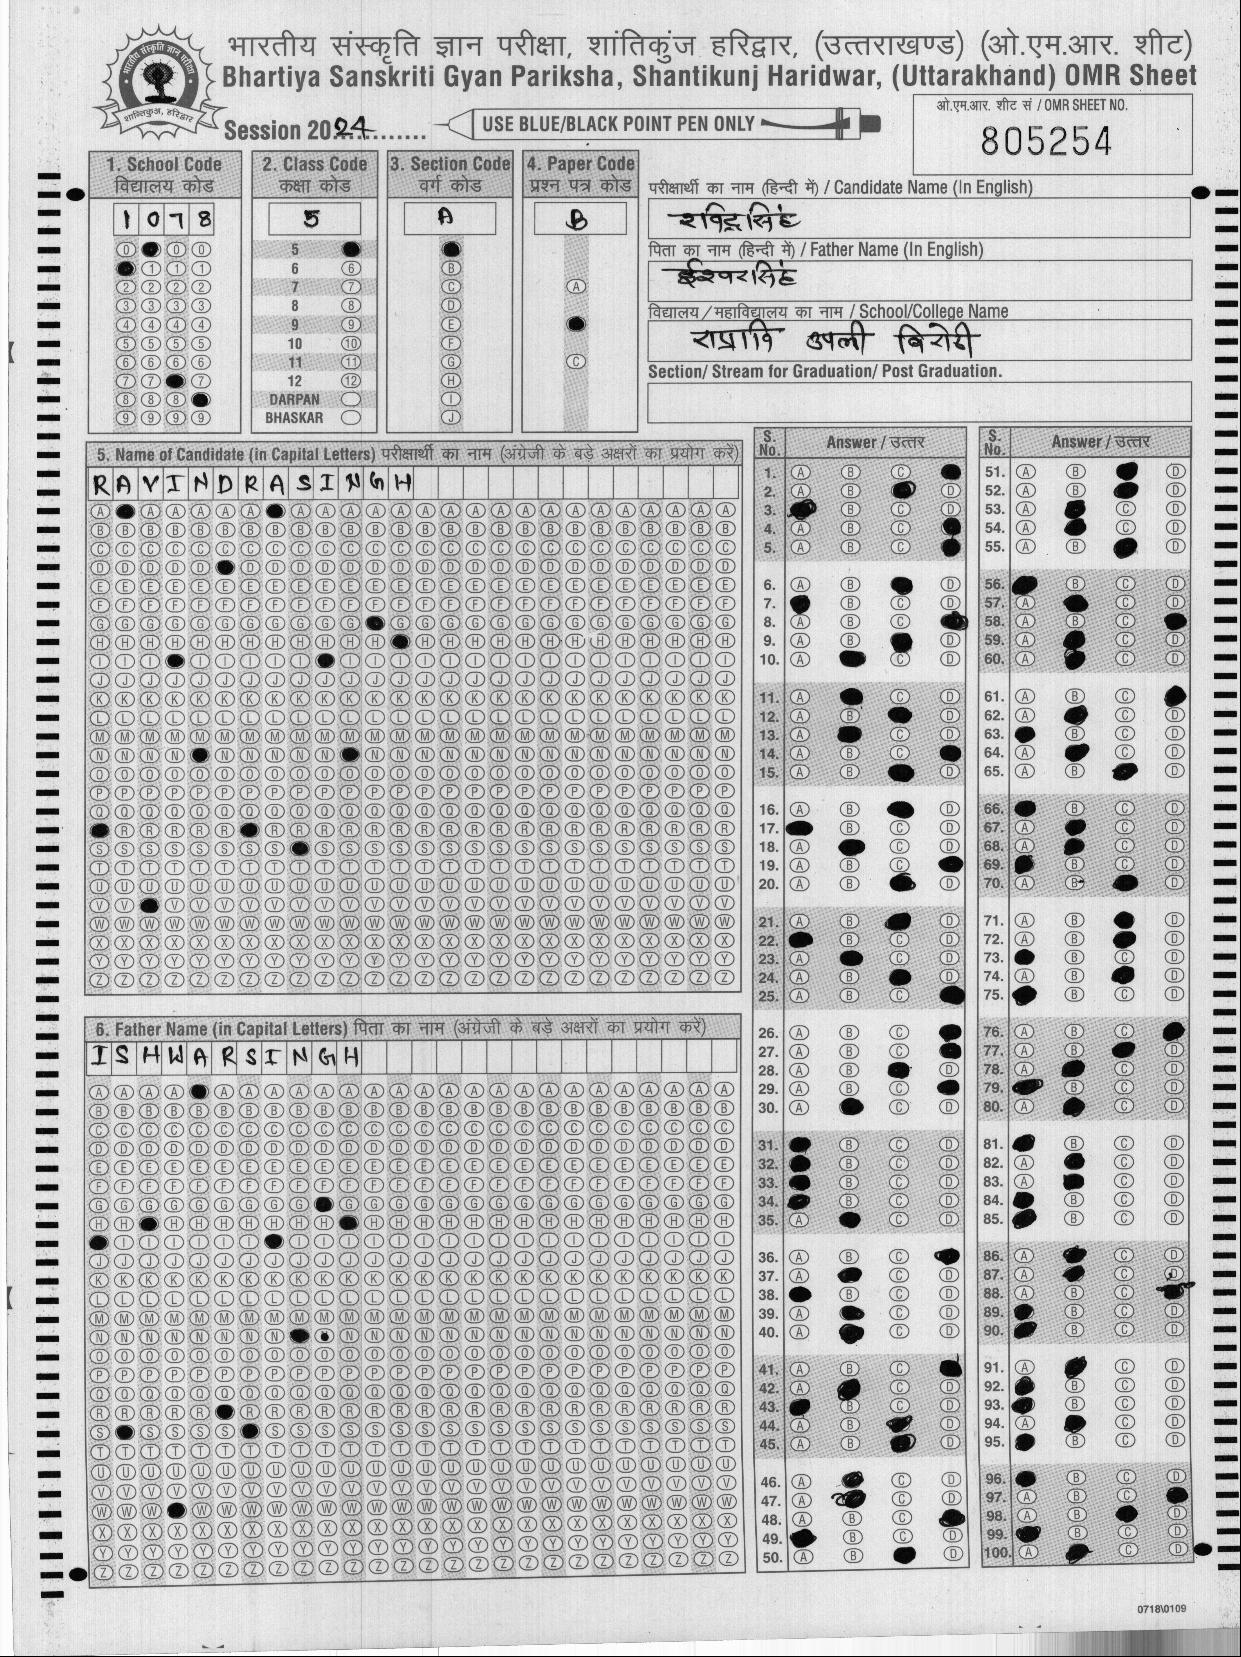 भारतीय संस्कृति ज्ञान परीक्षा, शांतिकुंज हरिद्वार, (उत्तराखण्ड) (ओ.एम.आर. शीट)
Bhartiya Sanskriti Gyan Pariksha, Shantikunj Haridwar, (Uttarakhand) OMR Sheet
Session 2024
USE BLUE/BLACK POINT PEN ONLY
ओ.एम.आर. शीट सं / OMR SHEET NO.
805254
1. School Code
विद्यालय कोड
1078
2. Class Code
कक्षा कोड
5
5
6
7
8
9
10
11
12
DARPAN
BHASKAR
3. Section Code
वर्ग कोड
A
4. Paper Code
प्रश्न पत्र कोड
B
परीक्षार्थी का नाम (हिन्दी में) / Candidate Name (In English)
रविंद्रसिंह
पिता का नाम (हिन्दी में) / Father Name (In English)
ईश्वरसिंह
विद्यालय/महाविद्यालय का नाम / School/College Name
Section/ Stream for Graduation/ Post Graduation.
5. Name of Candidate (in Capital Letters) परीक्षार्थी का नाम (अंग्रेजी के बड़े अक्षरों का प्रयोग करें)
RAVINDRASINGH
6. Father Name (in Capital Letters) पिता का नाम (अंग्रेजी के बड़े अक्षरों का प्रयोग करें)
ISHWARSINGH
S. No. Answer / उत्तर
S. No. Answer / उत्तर
0718\0109